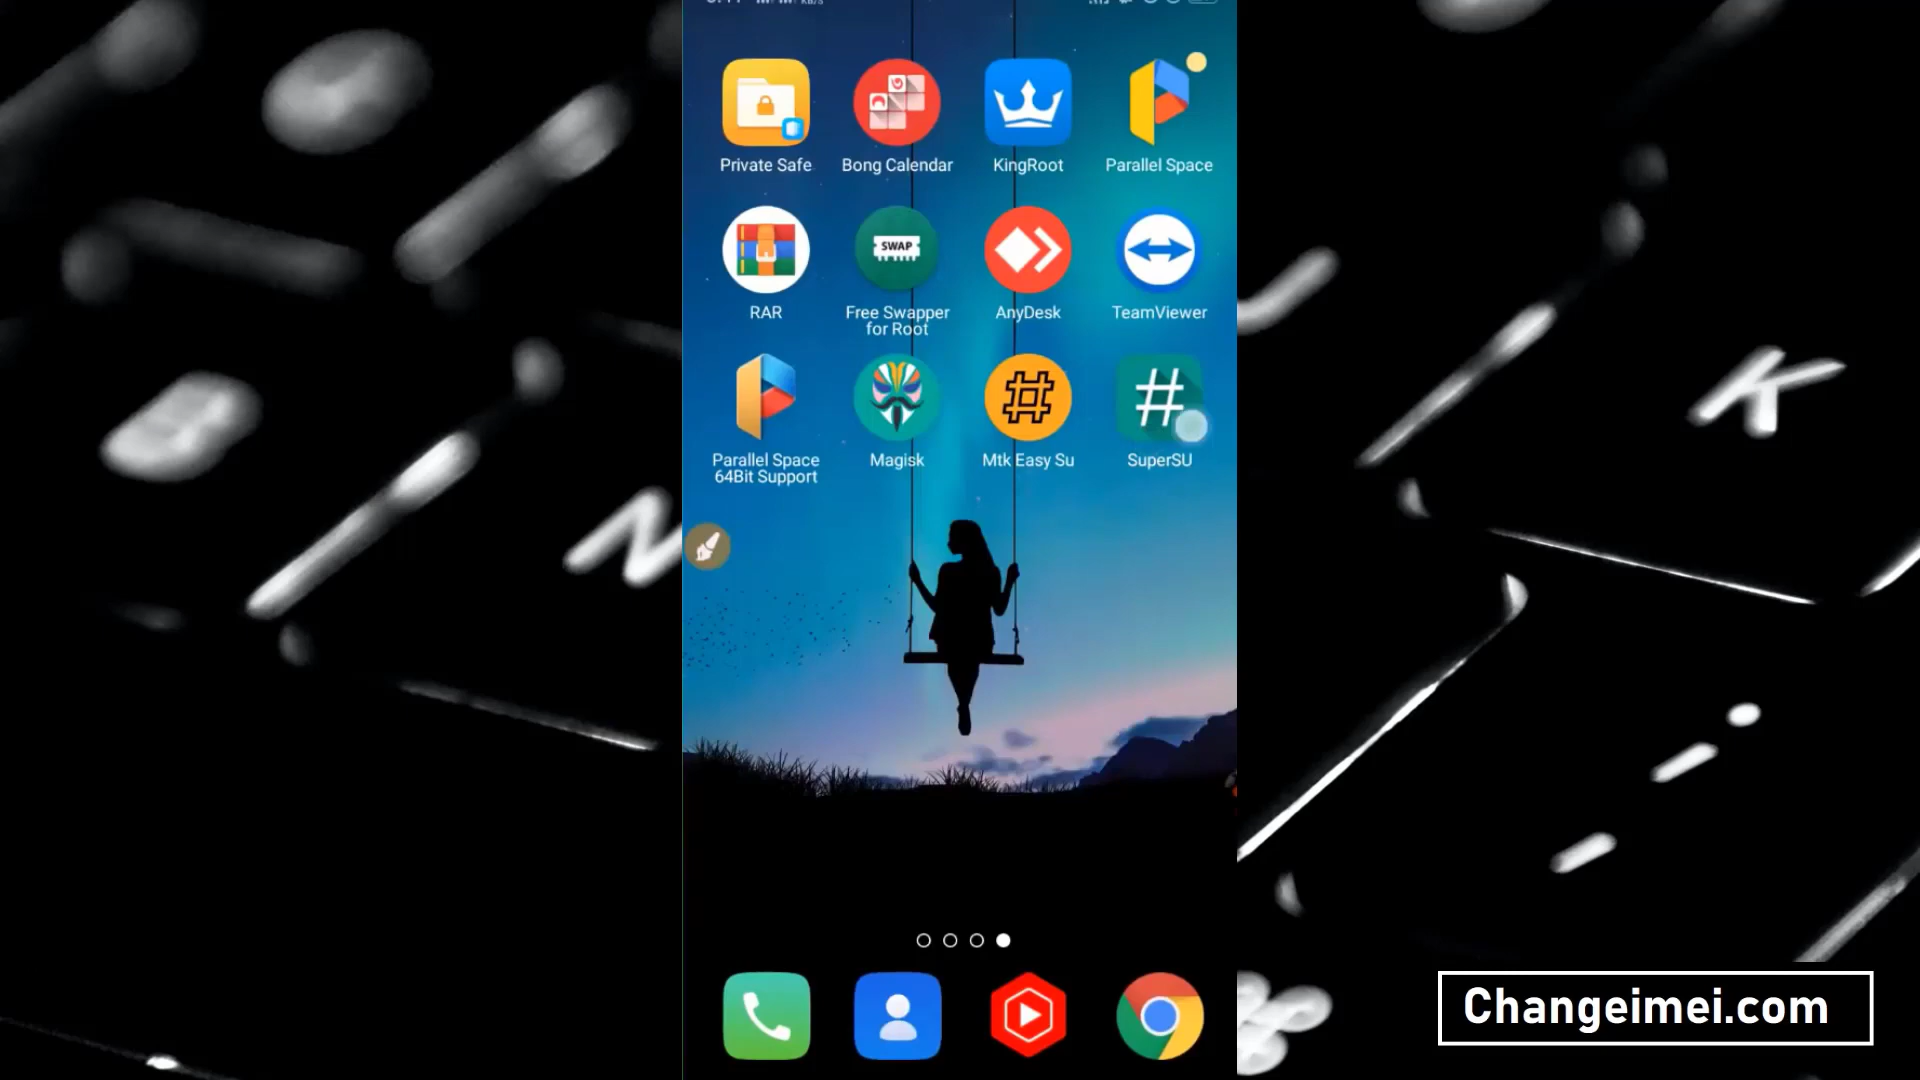 KB/S
Private Safe
Bong Calendar
KingRoot
Parallel Space
SWAP
RAR
Free Swapper
for Root
AnyDesk
TeamViewer
#
Parallel Space
64Bit Support
Magisk
Mtk Easy Su
SuperSU
N
K
Changeimei.com